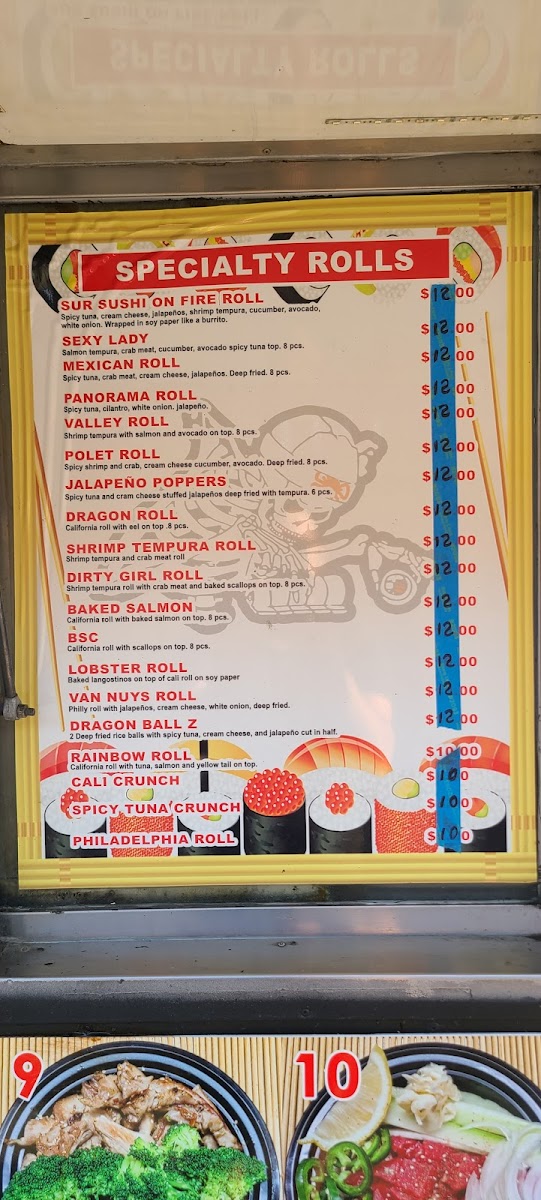 SPECIALTY ROLLS
SUR SUSHI ON FIRE ROLL $12.00
Spicy tuna, cream cheese, jalapeños, shrimp tempura, cucumber, avocado,
white onion. Wrapped in soy paper like a burrito.
SEXY LADY $12.00
Salmon tempura, crab meat, cucumber, avocado spicy tuna top. 8 pcs.
MEXICAN ROLL $12.00
Spicy tuna, crab meat, cream cheese, jalapeños. Deep fried. 8 pcs.
PANORAMA ROLL $12.00
Spicy tuna, cilantro, white onion. jalapeño.
VALLEY ROLL $12.00
Shrimp tempura with salmon and avocado on top. 8 pcs.
POLET ROLL $12.00
Spicy shrimp and crab, cream cheese cucumber, avocado. Deep fried. 8 pcs.
JALAPEÑO POPPERS $12.00
Spicy tuna and cram cheese stuffed jalapeños deep fried with tempura. 6 pcs.
DRAGON ROLL $12.00
California roll with eel on top .8 pcs.
SHRIMP TEMPURA ROLL $12.00
Shrimp tempura and crab meat roll
DIRTY GIRL ROLL $12.00
Shrimp tempura roll with crab meat and baked scallops on top. 8 pcs.
BAKED SALMON $12.00
California roll with baked salmon on top. 8 pcs.
BSC $12.00
California roll with scallops on top. 8 pcs.
LOBSTER ROLL $12.00
Baked langostinos on top of cali roll on soy paper
VAN NUYS ROLL $12.00
Philly roll with jalapeños, cream cheese, white onion, deep fried.
DRAGON BALL Z $12.00
2 Deep fried rice balls with spicy tuna, cream cheese, and jalapeño cut in half.
RAINBOW ROLL $10.00
California roll with tuna, salmon and yellow tail on top.
CALI CRUNCH $100
SPICY TUNA CRUNCH $100
PHILADELPHIA ROLL $100
9 10